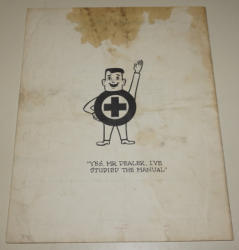 "YES, MR. DEALER, I'VE
STUDIED THE MANUAL"